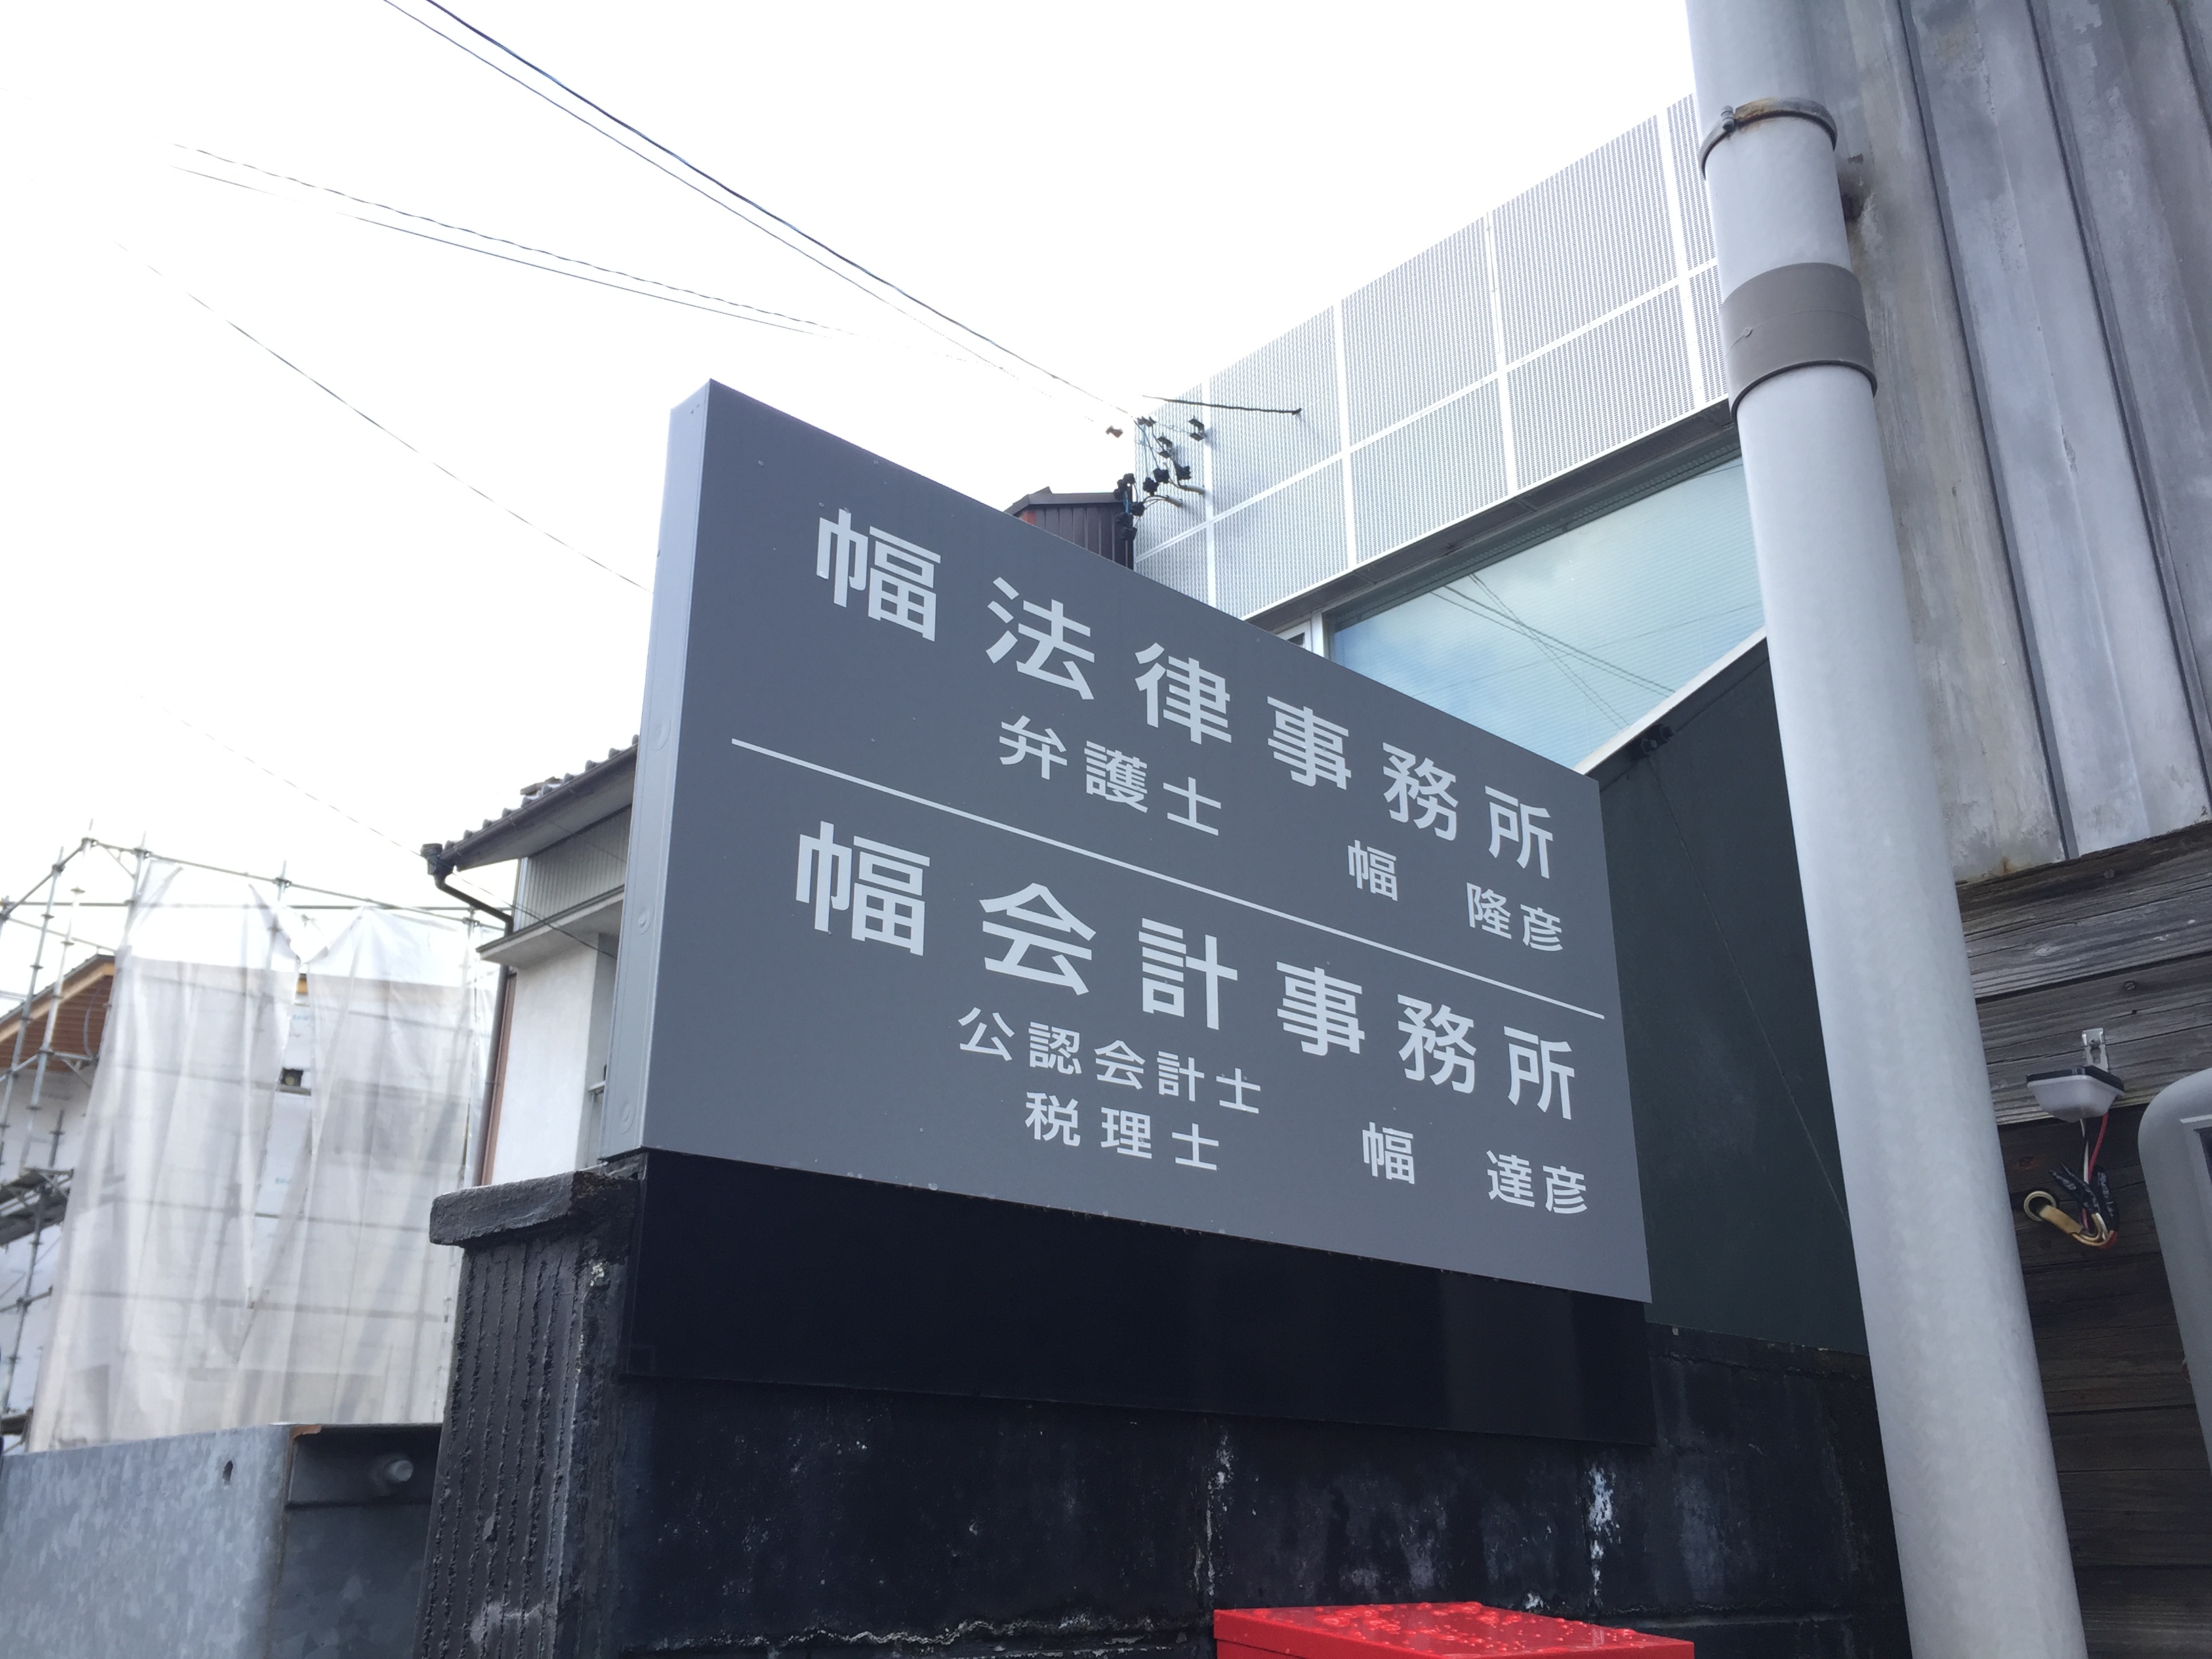 幅法律事務所
弁護士　幅　隆彦
幅会計事務所
公認会計士
税理士　幅　達彦